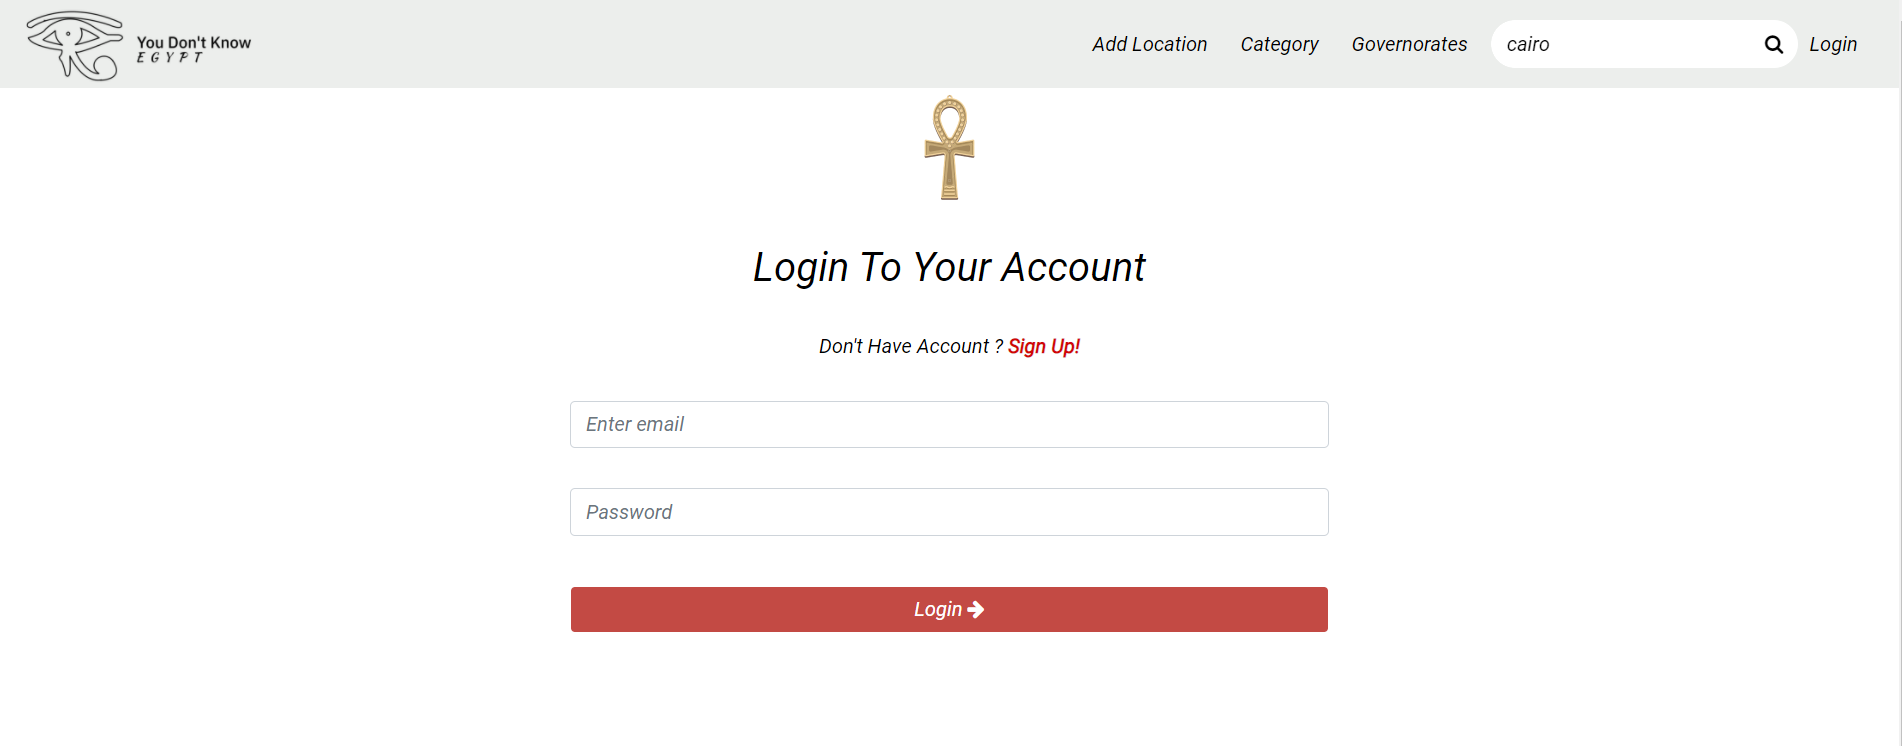 You Don't Know
EGYPT
Add Location Category Governorates cairo Login
Login To Your Account
Don't Have Account ? Sign Up!
Enter email
Password
Login